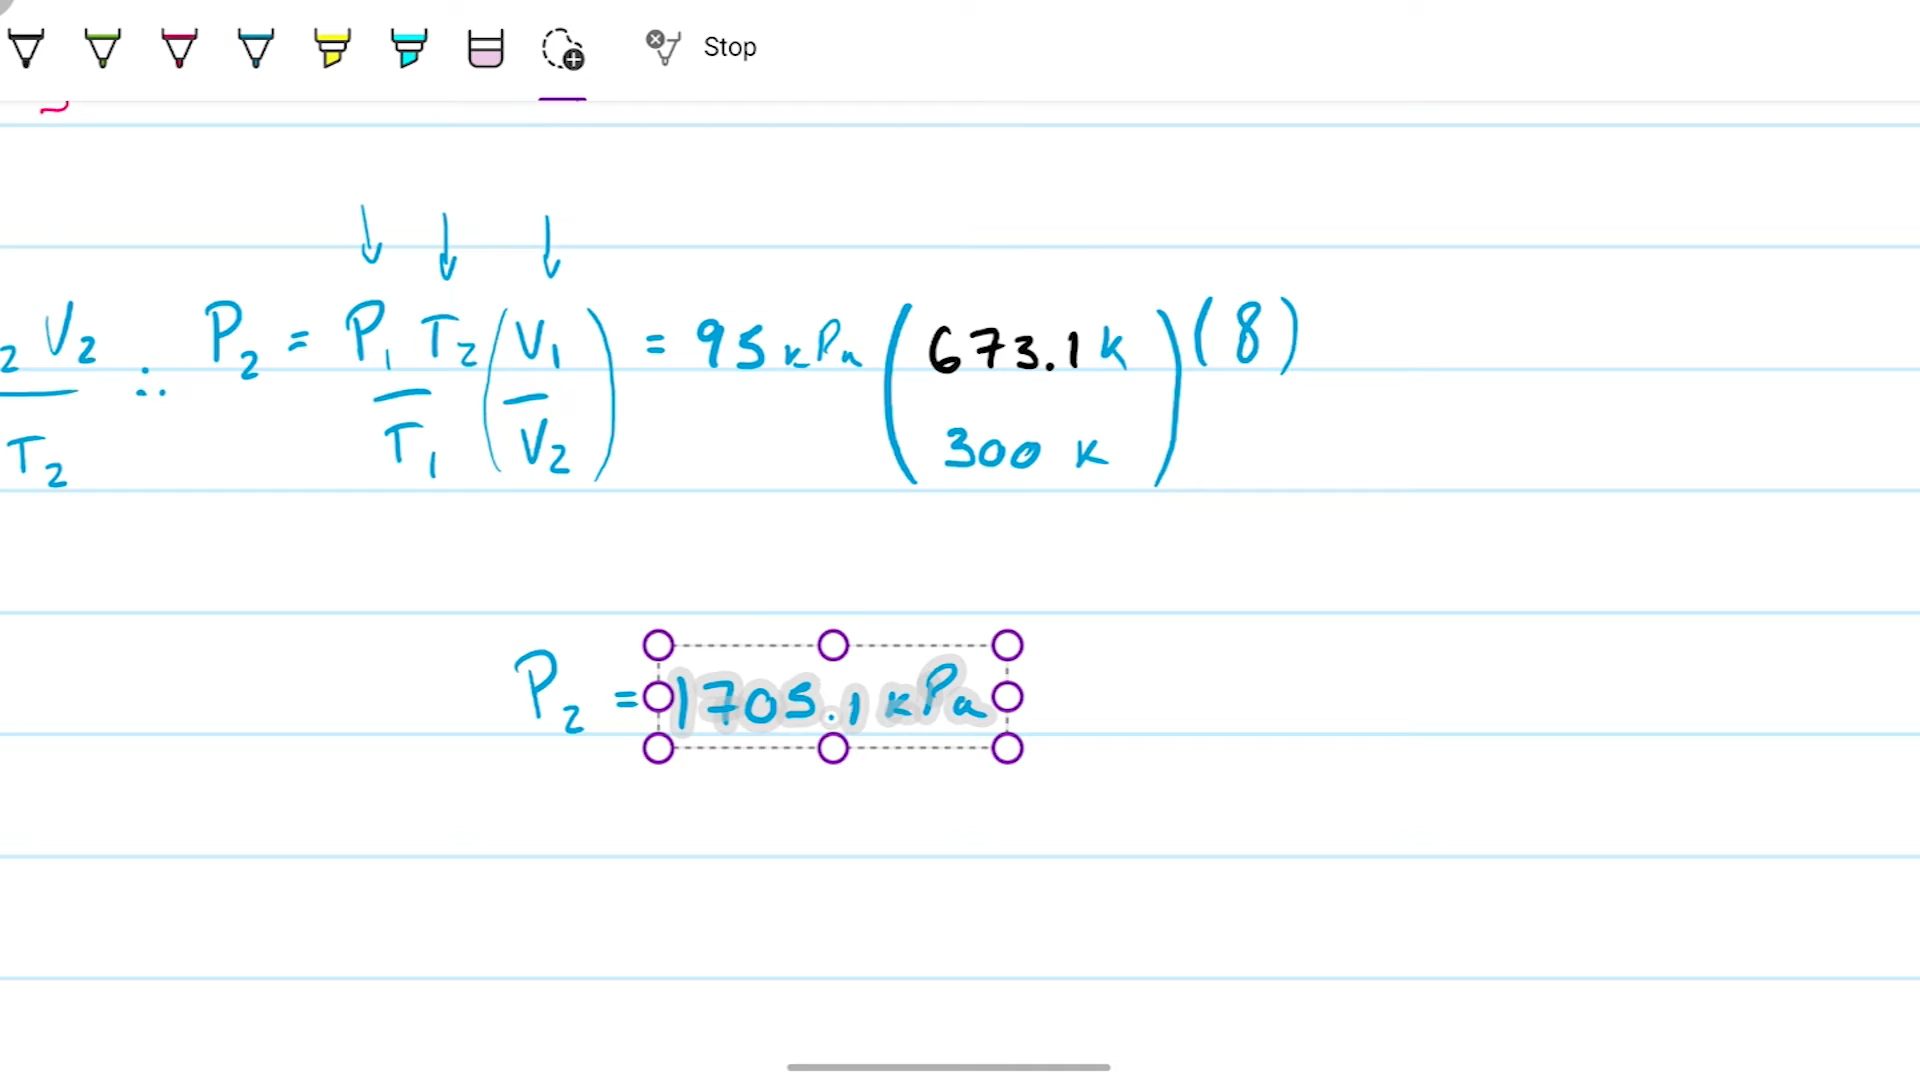 Stop
₂ V₂ / T₂ ∴ P₂ = P₁ T₂ / T₁ (V₁ / V₂) = 95 kPa (673.1 K / 300 K) (8)
P₂ = 1705.1 kPa